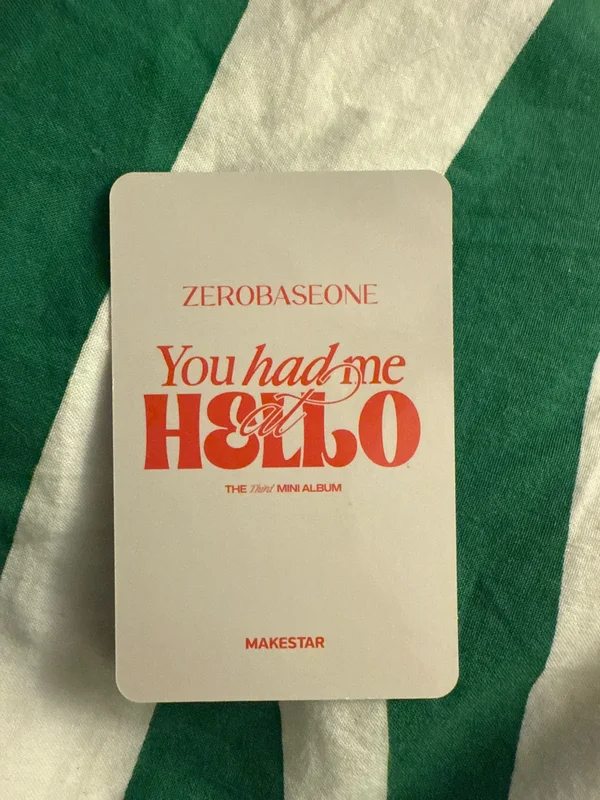 ZEROBASEONE
You had me
at
HELLO
THE Third MINI ALBUM
MAKESTAR